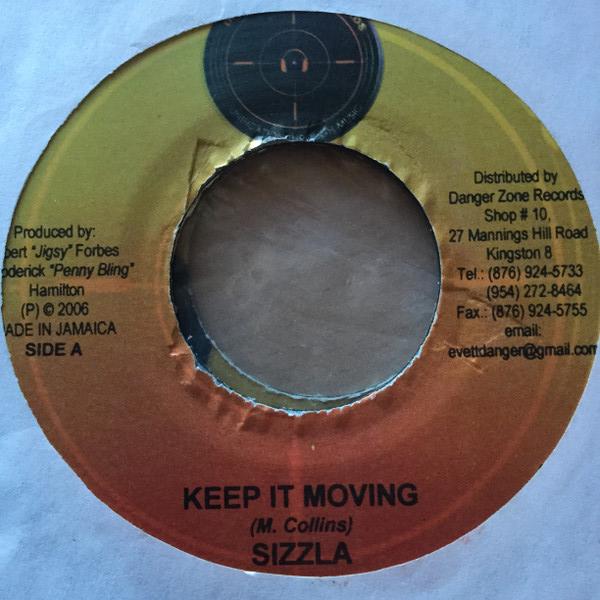 Produced by:
bert "Jigsy" Forbes
oderick "Penny Bling"
Hamilton
(P) © 2006
ADE IN JAMAICA
SIDE A
Distributed by
Danger Zone Records
Shop # 10,
27 Mannings Hill Road
Kingston 8
Tel.: (876) 924-5733
(954) 272-8464
Fax.: (876) 924-5755
email:
evettdanger@gmail.com
KEEP IT MOVING
(M. Collins)
SIZZLA